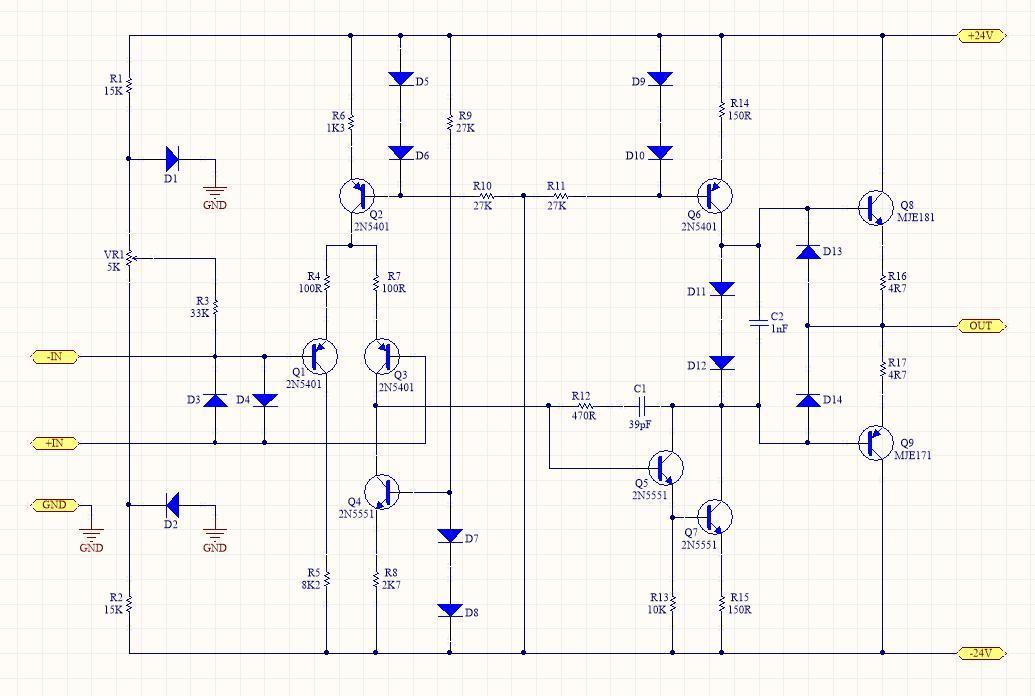 +24V
R1
15K
D1
GND
VR1
5K
R3
33K
-IN
D3
D4
+IN
GND
GND
D2
GND
R2
15K
R6
1K3
D5
D6
R9
27K
Q2
2N5401
R10
27K
R11
27K
R4
100R
R7
100R
Q1
2N5401
Q3
2N5401
Q4
2N5551
R5
8K2
R8
2K7
D7
D8
D9
D10
R14
150R
Q6
2N5401
D11
D12
C2
1nF
R12
470R
C1
39pF
Q5
2N5551
Q7
2N5551
R13
10K
R15
150R
Q8
MJE181
D13
R16
4R7
OUT
R17
4R7
D14
Q9
MJE171
-24V